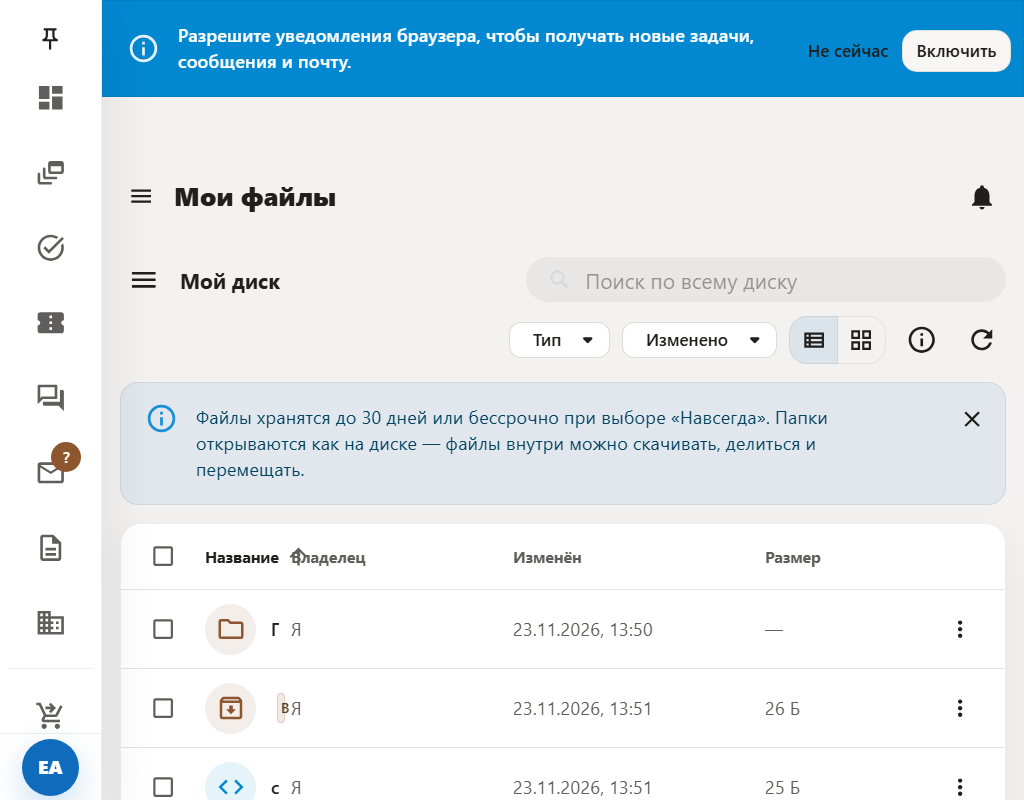 Разрешите уведомления браузера, чтобы получать новые задачи,
сообщения и почту.
Не сейчас
Включить
Мои файлы
Мой диск
Поиск по всему диску
Тип
Изменено
?
Файлы хранятся до 30 дней или бессрочно при выборе «Навсегда». Папки
открываются как на диске — файлы внутри можно скачивать, делиться и
перемещать.
Название Владелец Изменён Размер
Г Я 23.11.2026, 13:50 —
В Я 23.11.2026, 13:51 26 Б
с Я 23.11.2026, 13:51 25 Б
EA